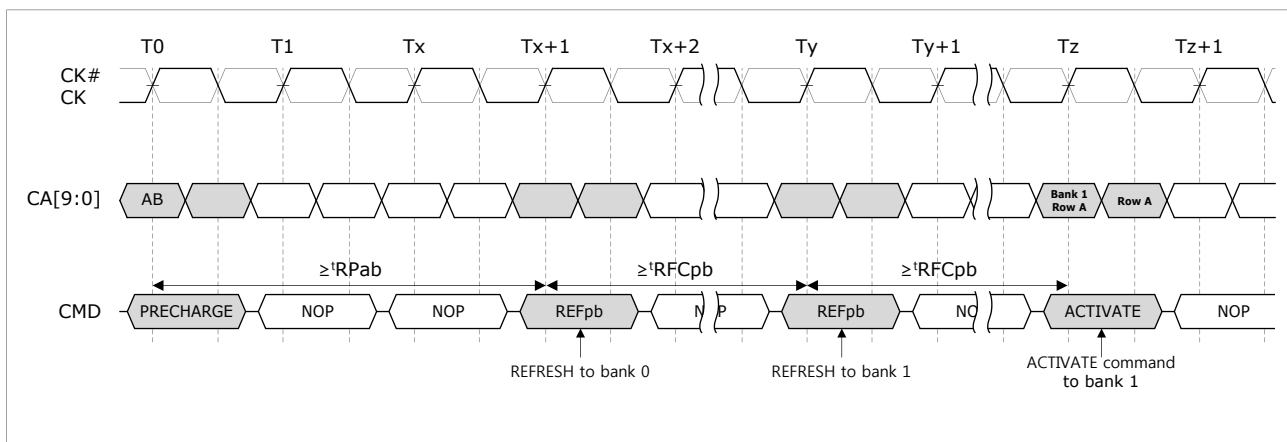 T0 T1 Tx Tx+1 Tx+2 Ty Ty+1 Tz Tz+1
CK#
CK
CA[9:0] AB Bank 1 Row A Row A
≥tRPab ≥tRFCpb ≥tRFCpb
CMD PRECHARGE NOP NOP REFpb NOP REFpb NOP ACTIVATE NOP
REFRESH to bank 0 REFRESH to bank 1 ACTIVATE command
to bank 1